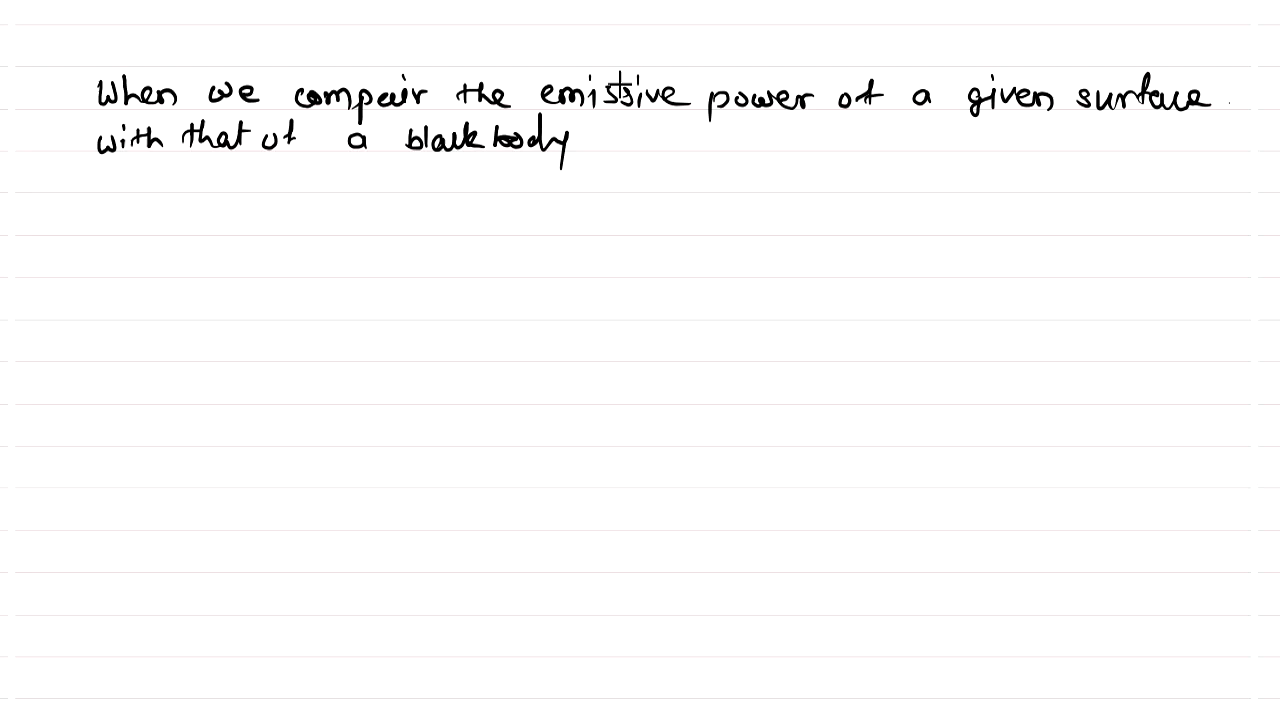 When we compair the emissive power of a given surface
with that of a black body